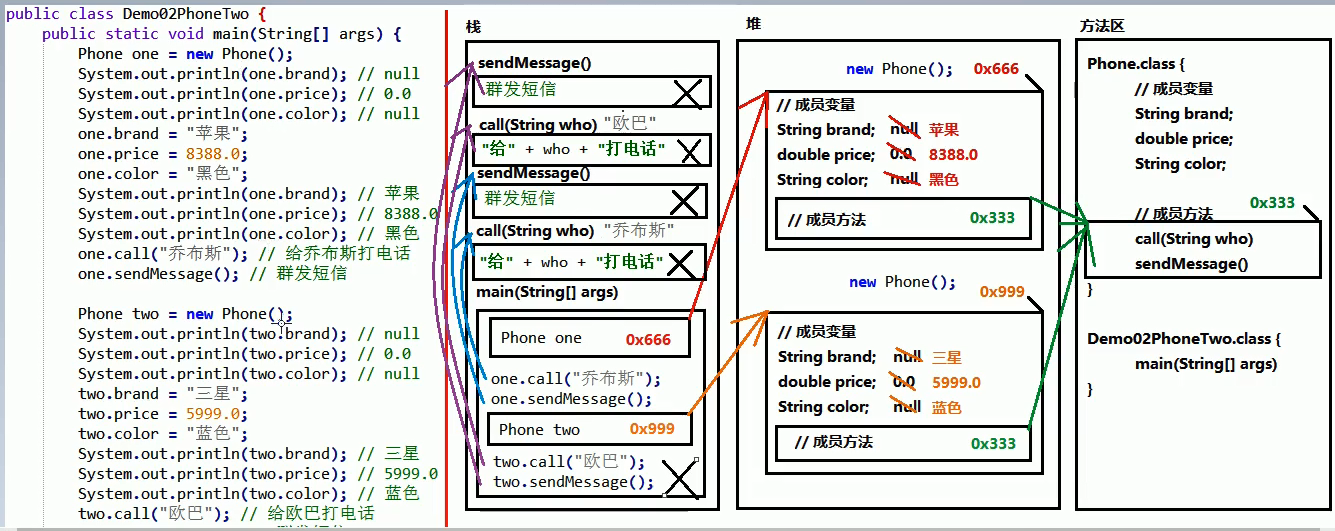 public class Demo02PhoneTwo {
public static void main(String[] args) {
Phone one = new Phone();
System.out.println(one.brand); // null
System.out.println(one.price); // 0.0
System.out.println(one.color); // null
one.brand = "苹果";
one.price = 8388.0;
one.color = "黑色";
System.out.println(one.brand); // 苹果
System.out.println(one.price); // 8388.0
System.out.println(one.color); // 黑色
one.call("乔布斯"); // 给乔布斯打电话
one.sendMessage(); // 群发短信
Phone two = new Phone();
System.out.println(two.brand); // null
System.out.println(two.price); // 0.0
System.out.println(two.color); // null
two.brand = "三星";
two.price = 5999.0;
two.color = "蓝色";
System.out.println(two.brand); // 三星
System.out.println(two.price); // 5999.0
System.out.println(two.color); // 蓝色
two.call("欧巴"); // 给欧巴打电话
栈
sendMessage()
群发短信
call(String who) "欧巴"
"给" + who + "打电话"
sendMessage()
群发短信
call(String who) "乔布斯"
"给" + who + "打电话"
main(String[] args)
Phone one 0x666
one.call("乔布斯");
one.sendMessage();
Phone two 0x999
two.call("欧巴");
two.sendMessage();
堆
new Phone(); 0x666
// 成员变量
String brand; null 苹果
double price; 0.0 8388.0
String color; null 黑色
// 成员方法 0x333
new Phone(); 0x999
// 成员变量
String brand; null 三星
double price; 0.0 5999.0
String color; null 蓝色
// 成员方法 0x333
方法区
Phone.class {
// 成员变量
String brand;
double price;
String color;
// 成员方法 0x333
call(String who)
sendMessage()
}
Demo02PhoneTwo.class {
main(String[] args)
}